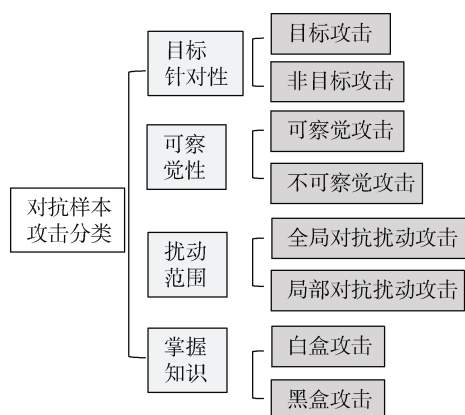 对抗样本
攻击分类
目标
针对性
目标攻击
非目标攻击
可察
觉性
可察觉攻击
不可察觉攻击
扰动
范围
全局对抗扰动攻击
局部对抗扰动攻击
掌握
知识
白盒攻击
黑盒攻击